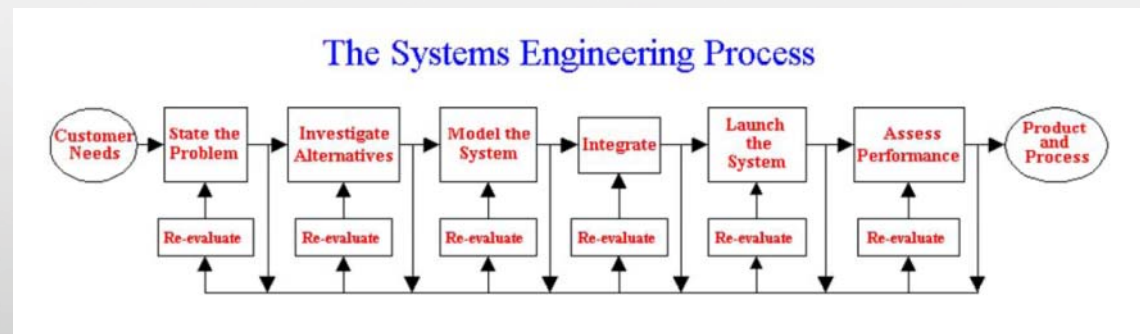 The Systems Engineering Process
Customer
Needs
State the
Problem
Investigate
Alternatives
Model the
System
Integrate
Launch
the
System
Assess
Performance
Product
and
Process
Re-evaluate
Re-evaluate
Re-evaluate
Re-evaluate
Re-evaluate
Re-evaluate